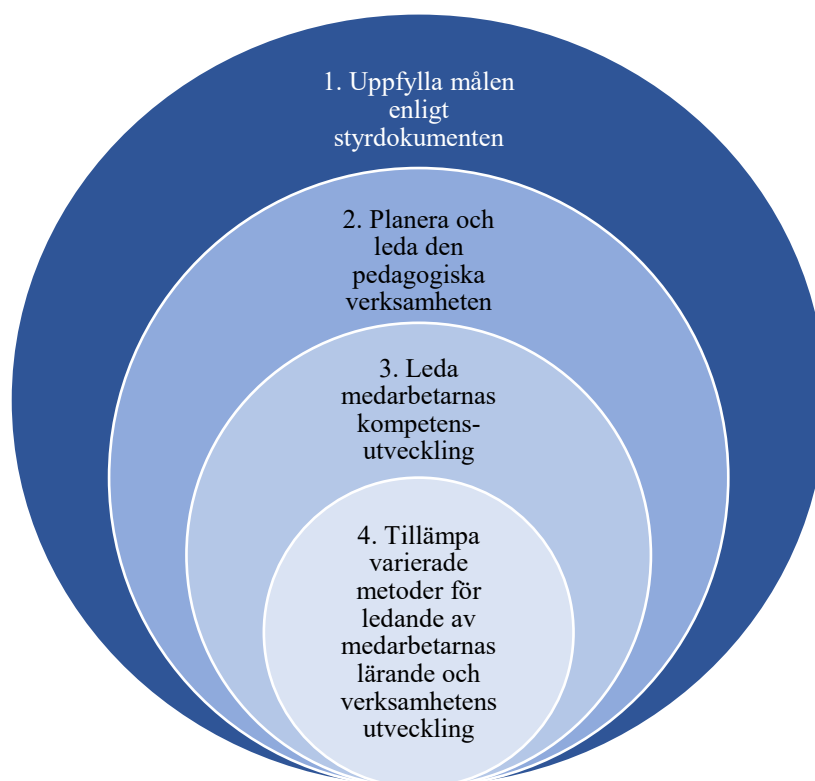 1. Uppfylla målen
enligt
styrdokumenten
2. Planera och
leda den
pedagogiska
verksamheten
3. Leda
medarbetarnas
kompetens-
utveckling
4. Tillämpa
varierade
metoder för
ledande av
medarbetarnas
lärande och
verksamhetens
utveckling